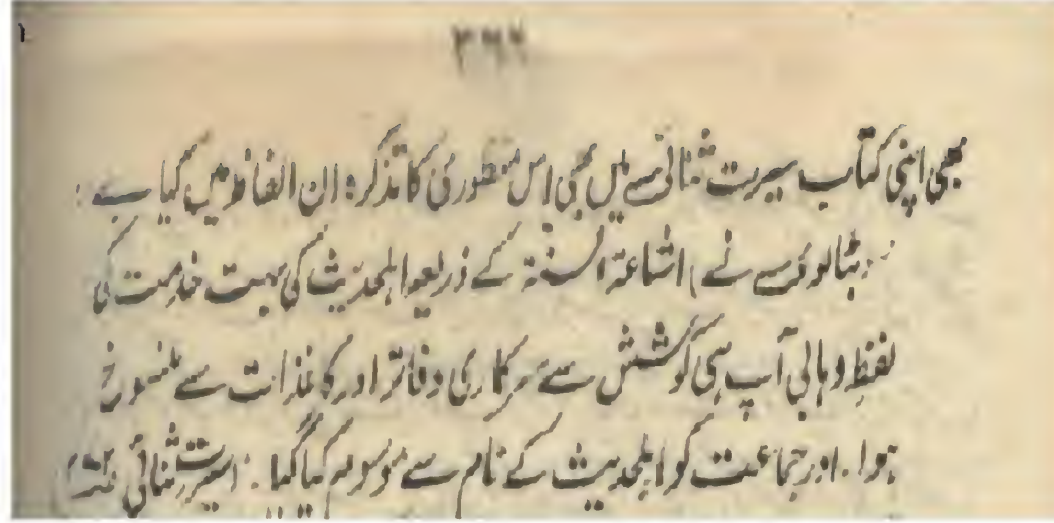 بھی اپنی کتاب سیرت ثنائی میں بھی اس منظوری کا تذکرہ ان الفاظ میں کیا ہے :
بٹالوی نے) اشاعۃ السنۃ کے ذریعہ اہلحدیث کی بہت خدمت کی
لفظ وہابی آپ ہی کی کوشش سے سرکاری دفاتر اور کاغذات سے منسوخ
ہوا. اور جماعت کو اہلحدیث کے نام سے موسوم کیا گیا. سیرت ثنائی